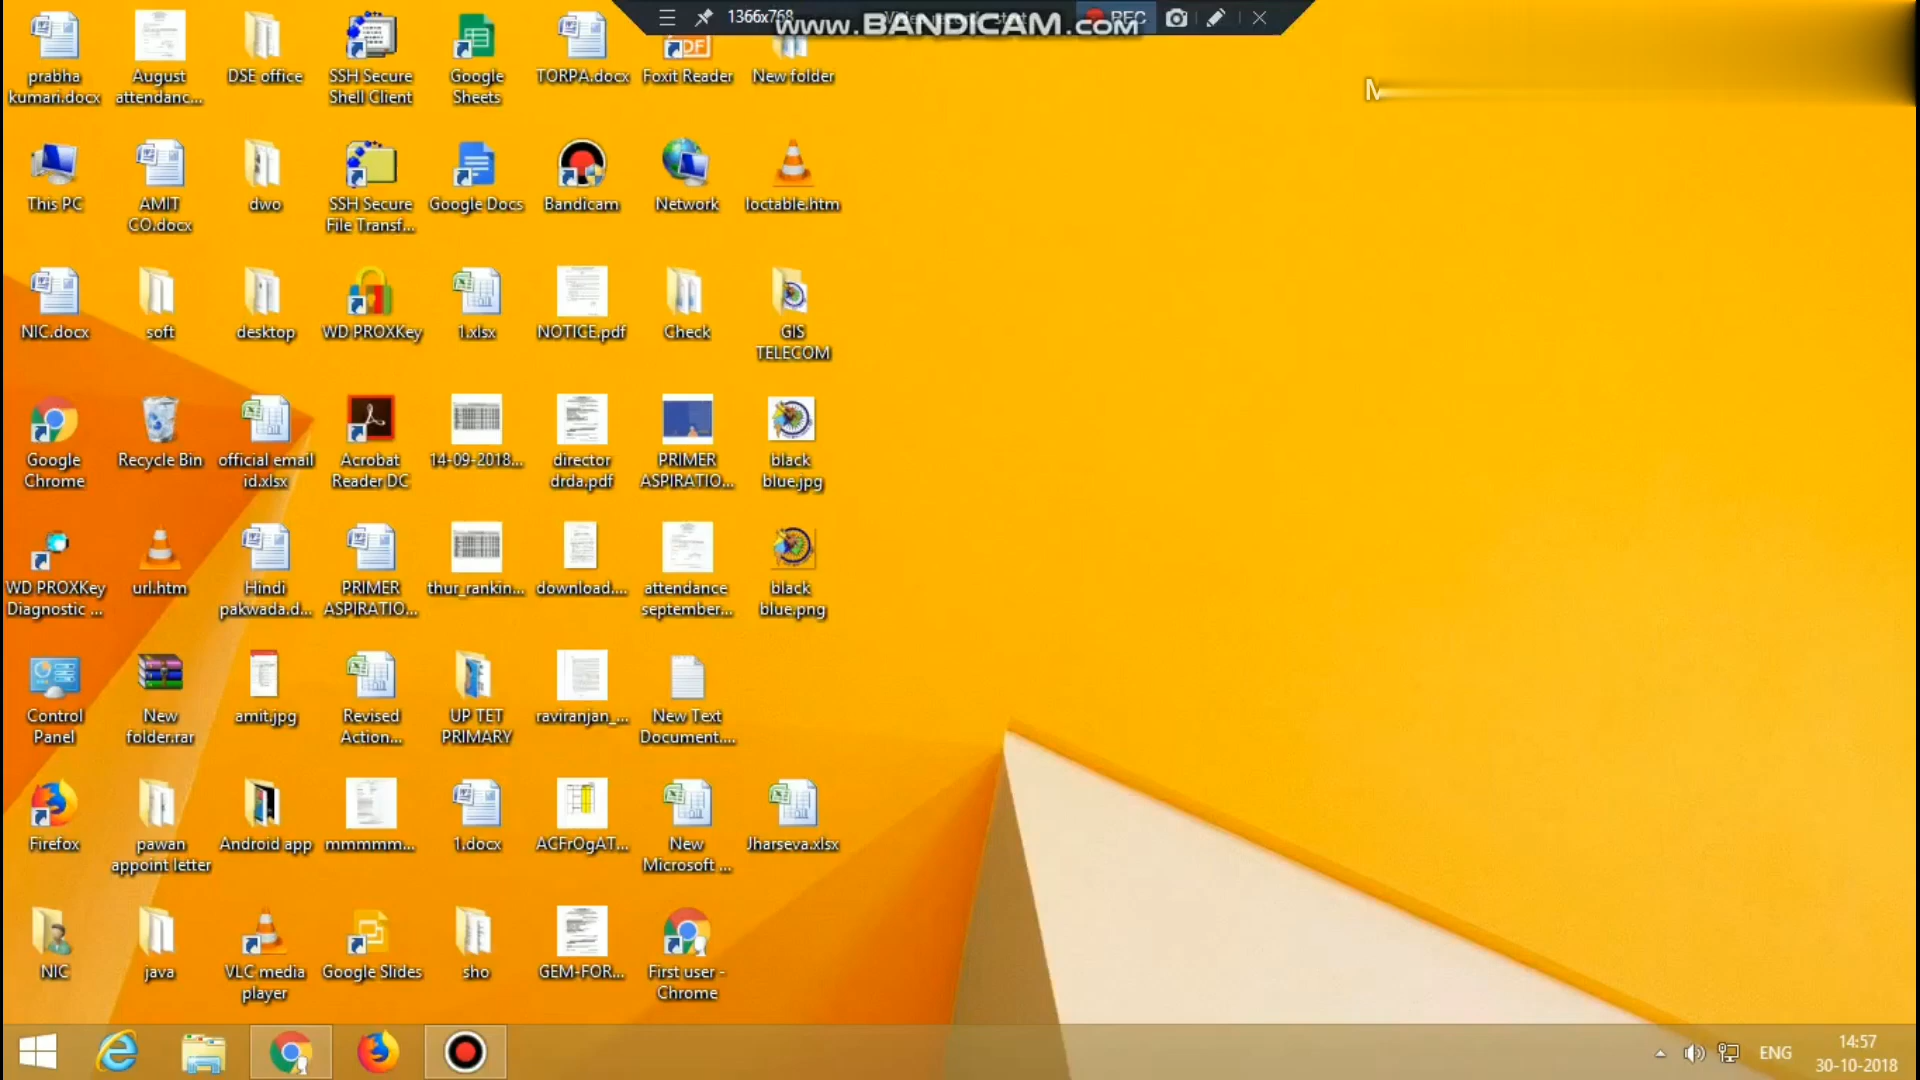 1366x768
www.BANDICAM.com
REC
M
prabha
kumari.docx
August
attendanc...
DSE office
SSH Secure
Shell Client
Google
Sheets
TORPA.docx
Foxit Reader
New folder
This PC
AMIT
CO.docx
dwo
SSH Secure
File Transf...
Google Docs
Bandicam
Network
loctable.htm
NIC.docx
soft
desktop
WD PROXKey
1.xlsx
NOTICE.pdf
Check
GIS
TELECOM
Google
Chrome
Recycle Bin
official email
id.xlsx
Acrobat
Reader DC
14-09-2018...
director
drda.pdf
PRIMER
ASPIRATIO...
black
blue.jpg
WD PROXKey
Diagnostic ...
url.htm
Hindi
pakwada.d...
PRIMER
ASPIRATIO...
thur_rankin...
download....
attendance
september...
black
blue.png
Control
Panel
New
folder.rar
amit.jpg
Revised
Action...
UP TET
PRIMARY
raviranjan_...
New Text
Document....
Firefox
pawan
appoint letter
Android app
mmmmm...
1.docx
ACFrOgAT...
New
Microsoft ...
Jharseva.xlsx
NIC
java
VLC media
player
Google Slides
sho
GEM-FOR...
First user -
Chrome
ENG
14:57
30-10-2018